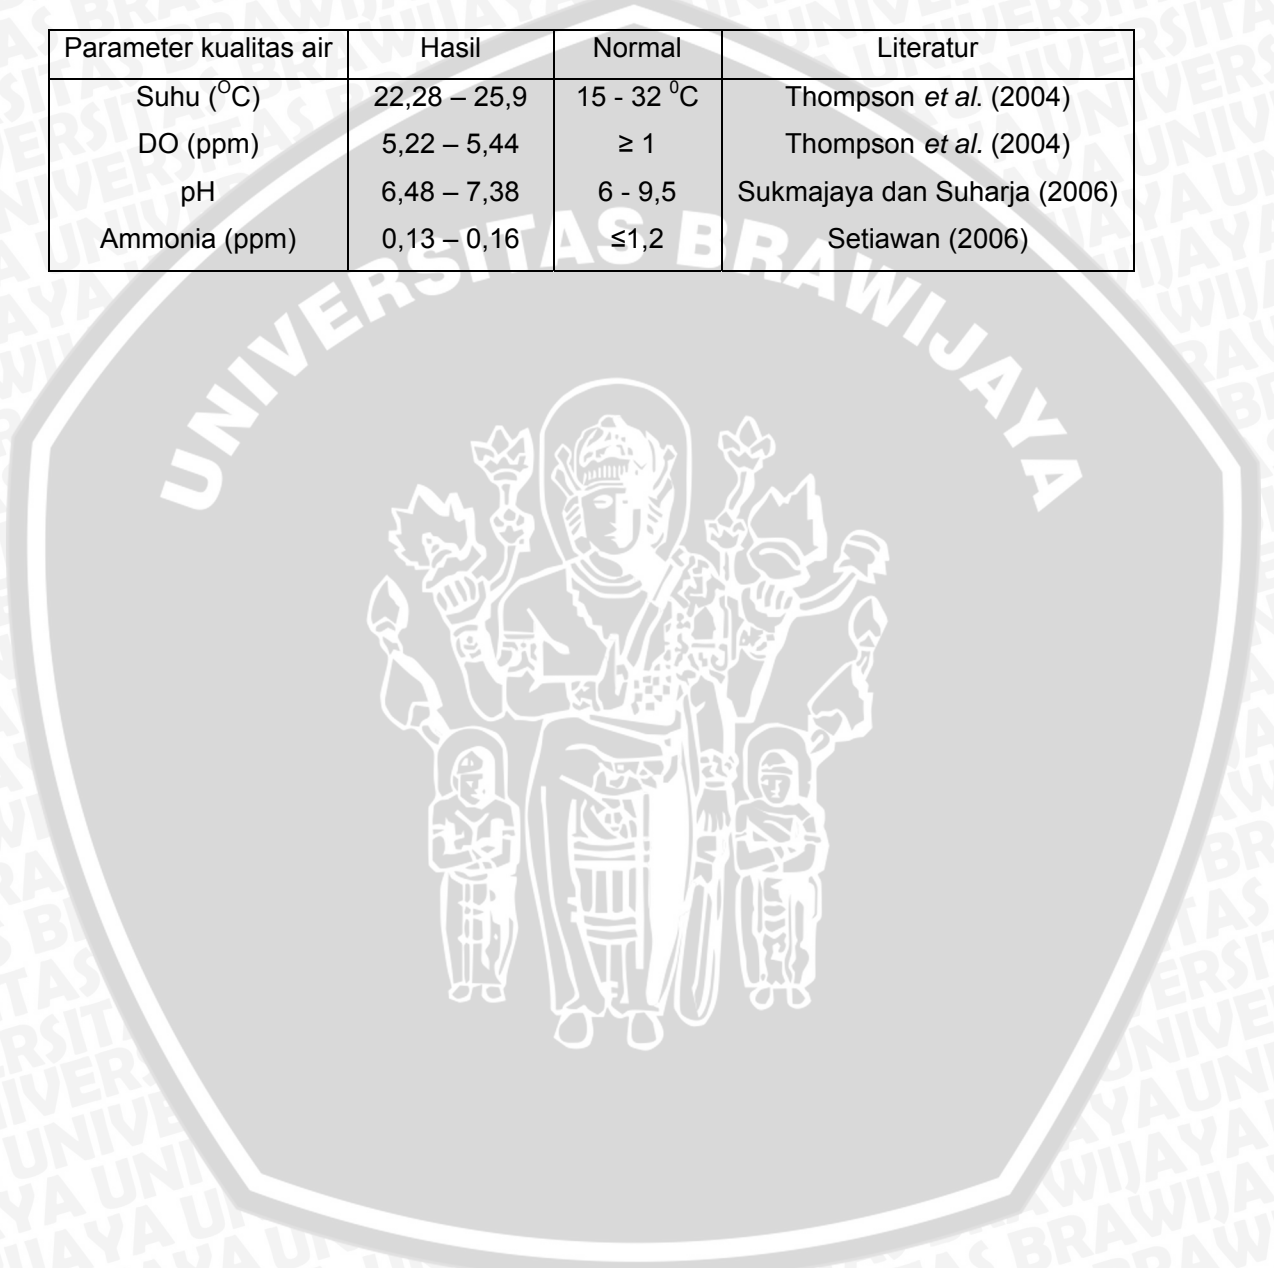 Parameter kualitas air Hasil Normal Literatur
Suhu (ᴼC) 22,28 – 25,9 15 - 32 ⁰C Thompson et al. (2004)
DO (ppm) 5,22 – 5,44 ≥ 1 Thompson et al. (2004)
pH 6,48 – 7,38 6 - 9,5 Sukmajaya dan Suharja (2006)
Ammonia (ppm) 0,13 – 0,16 ≤1,2 Setiawan (2006)
UNIVERSITAS BRAWIJAYA